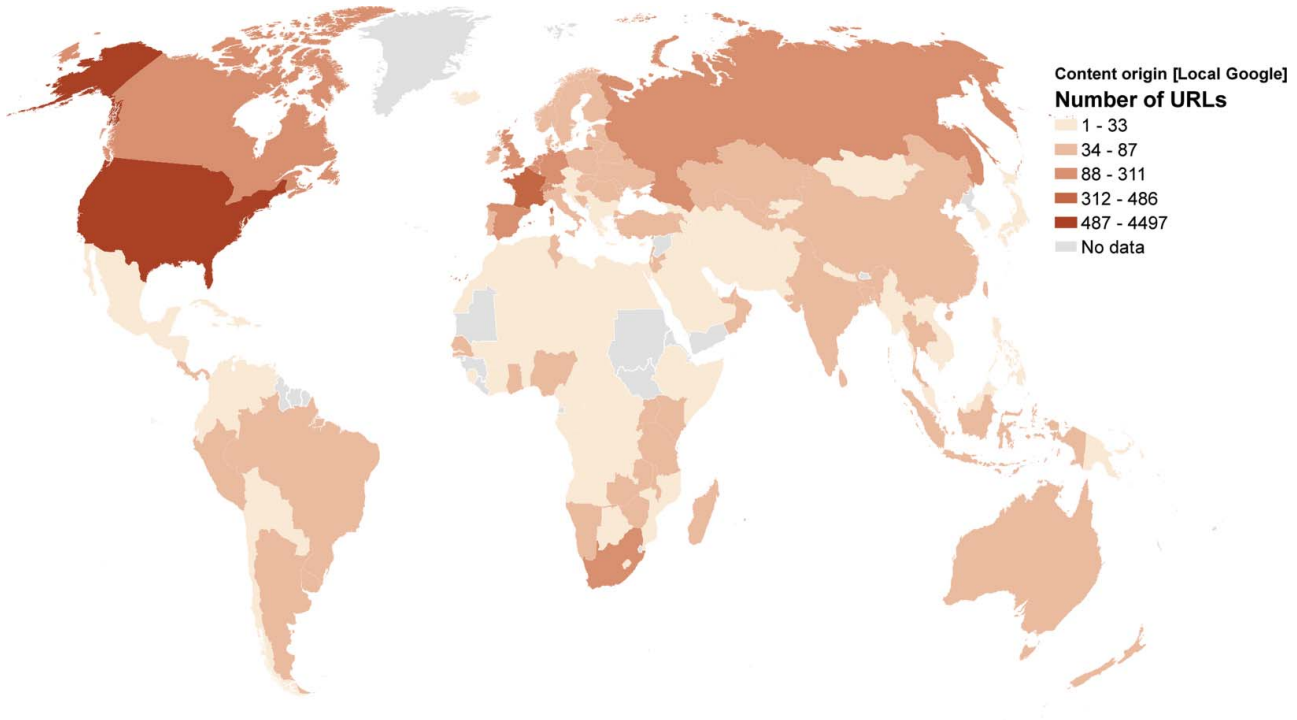 Content origin [Local Google]
Number of URLs
1 - 33
34 - 87
88 - 311
312 - 486
487 - 4497
No data